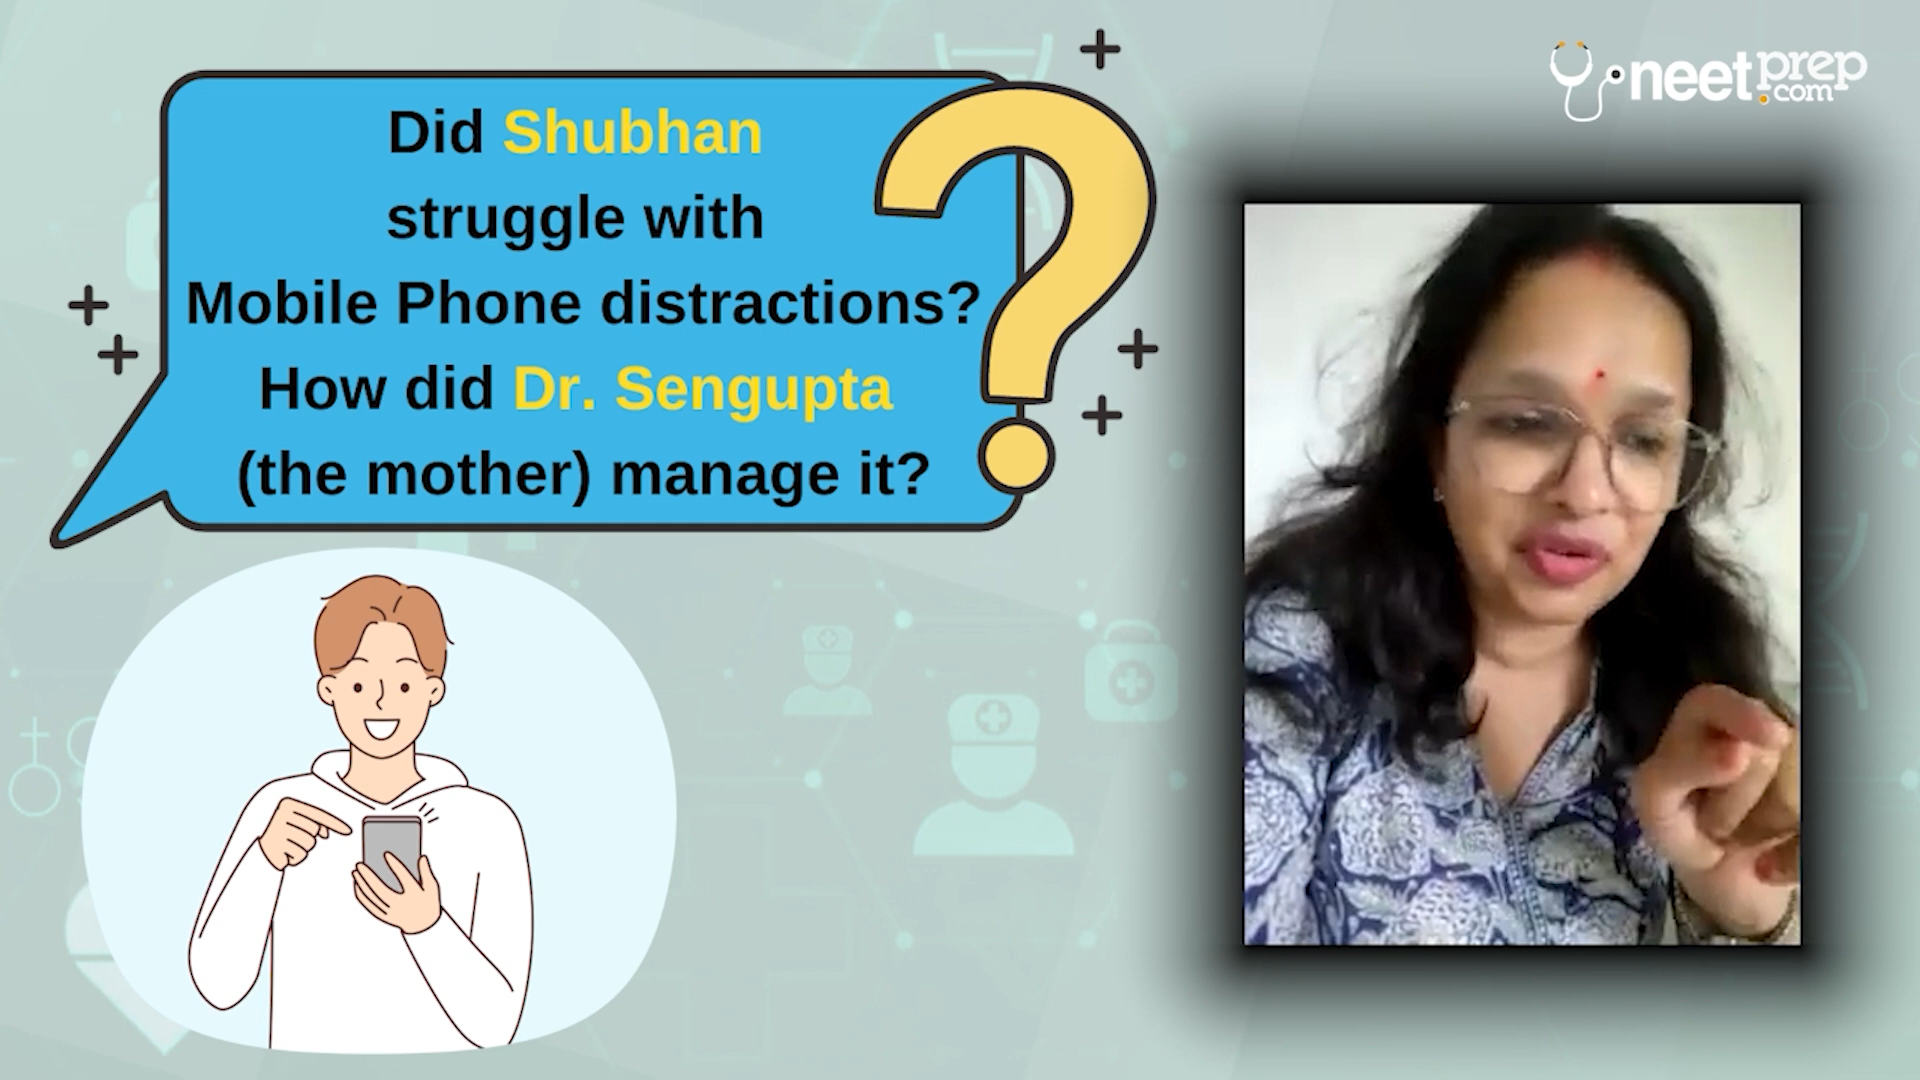 Did Shubhan
struggle with
Mobile Phone distractions?
How did Dr. Sengupta
(the mother) manage it?
neetprep
.com